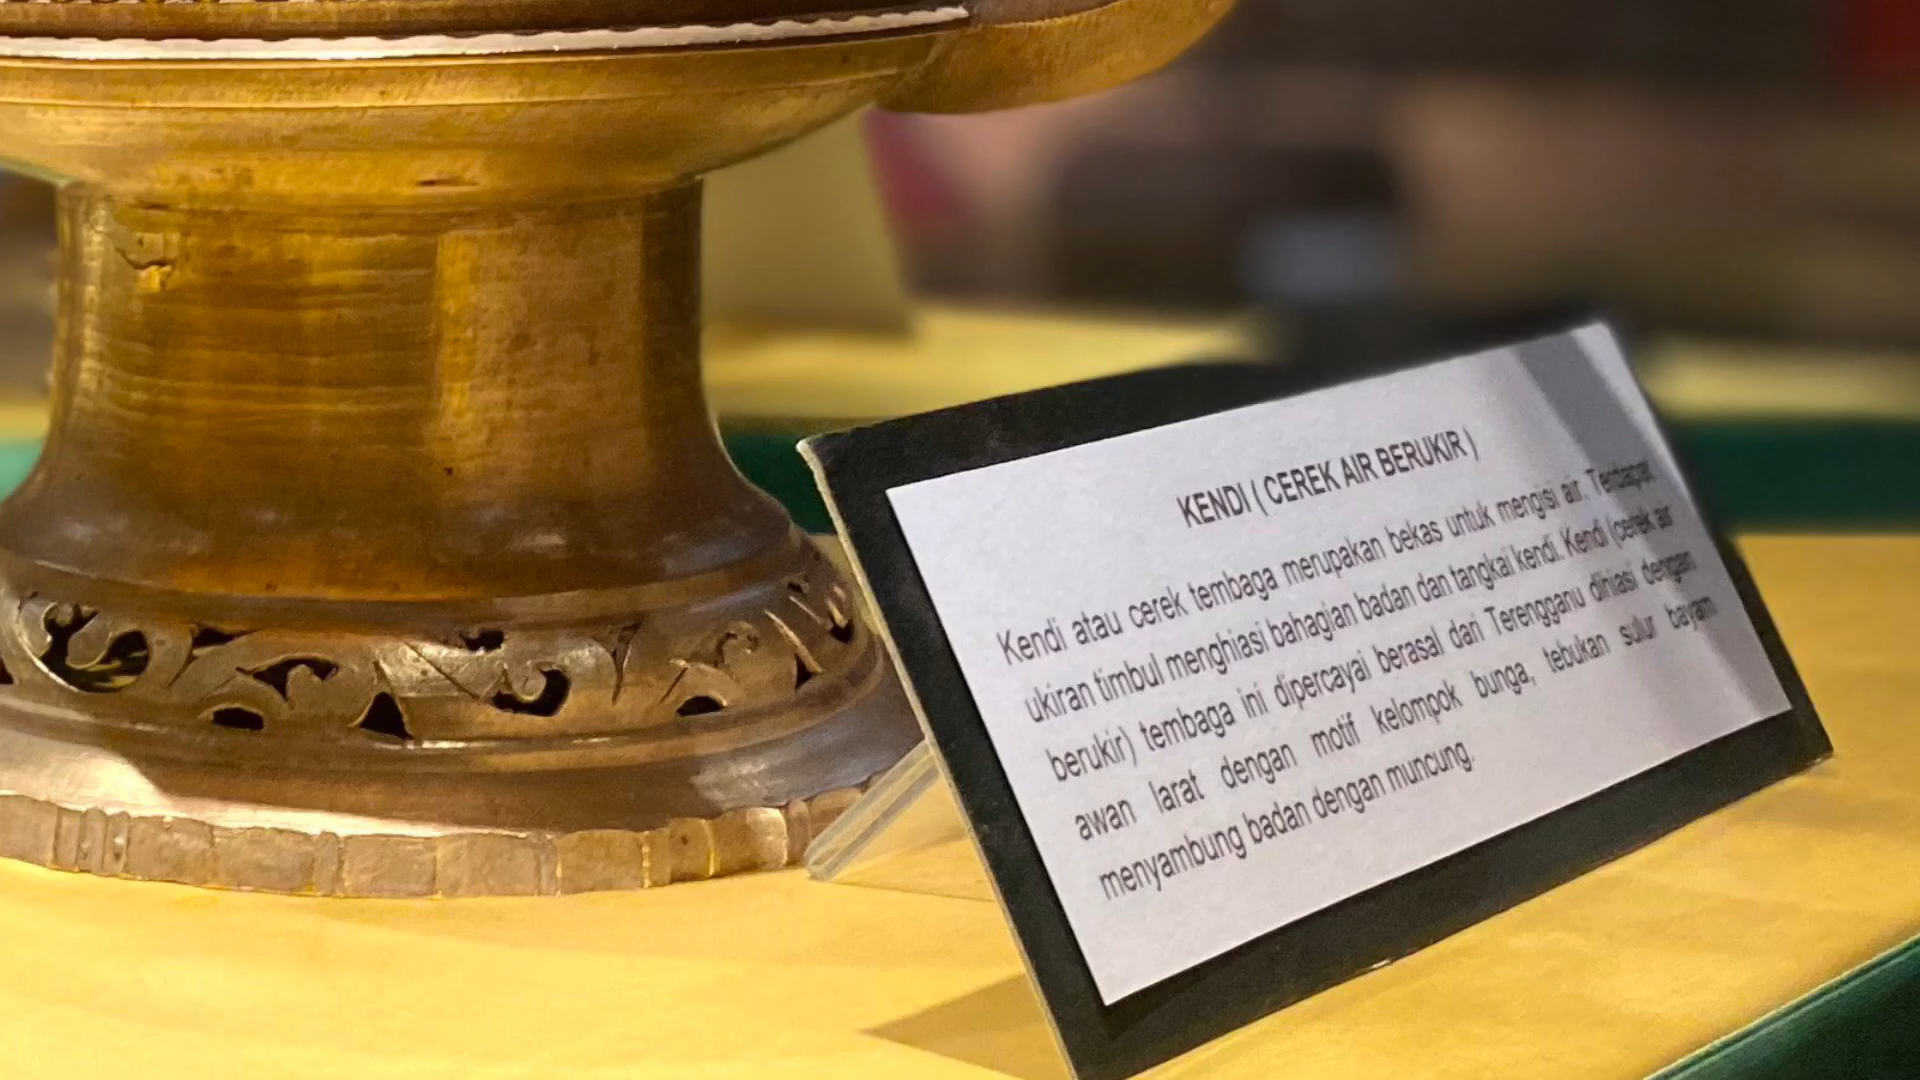 KENDI ( CEREK AIR BERUKIR )
Kendi atau cerek tembaga merupakan bekas untuk mengisi air. Terdapat
ukiran timbul menghiasi bahagian badan dan tangkai kendi. Kendi (cerek air
berukir) tembaga ini dipercayai berasal dari Terengganu dihiasi dengan
awan larat dengan motif kelompok bunga, tebukan sulur bayam
menyambung badan dengan muncung.